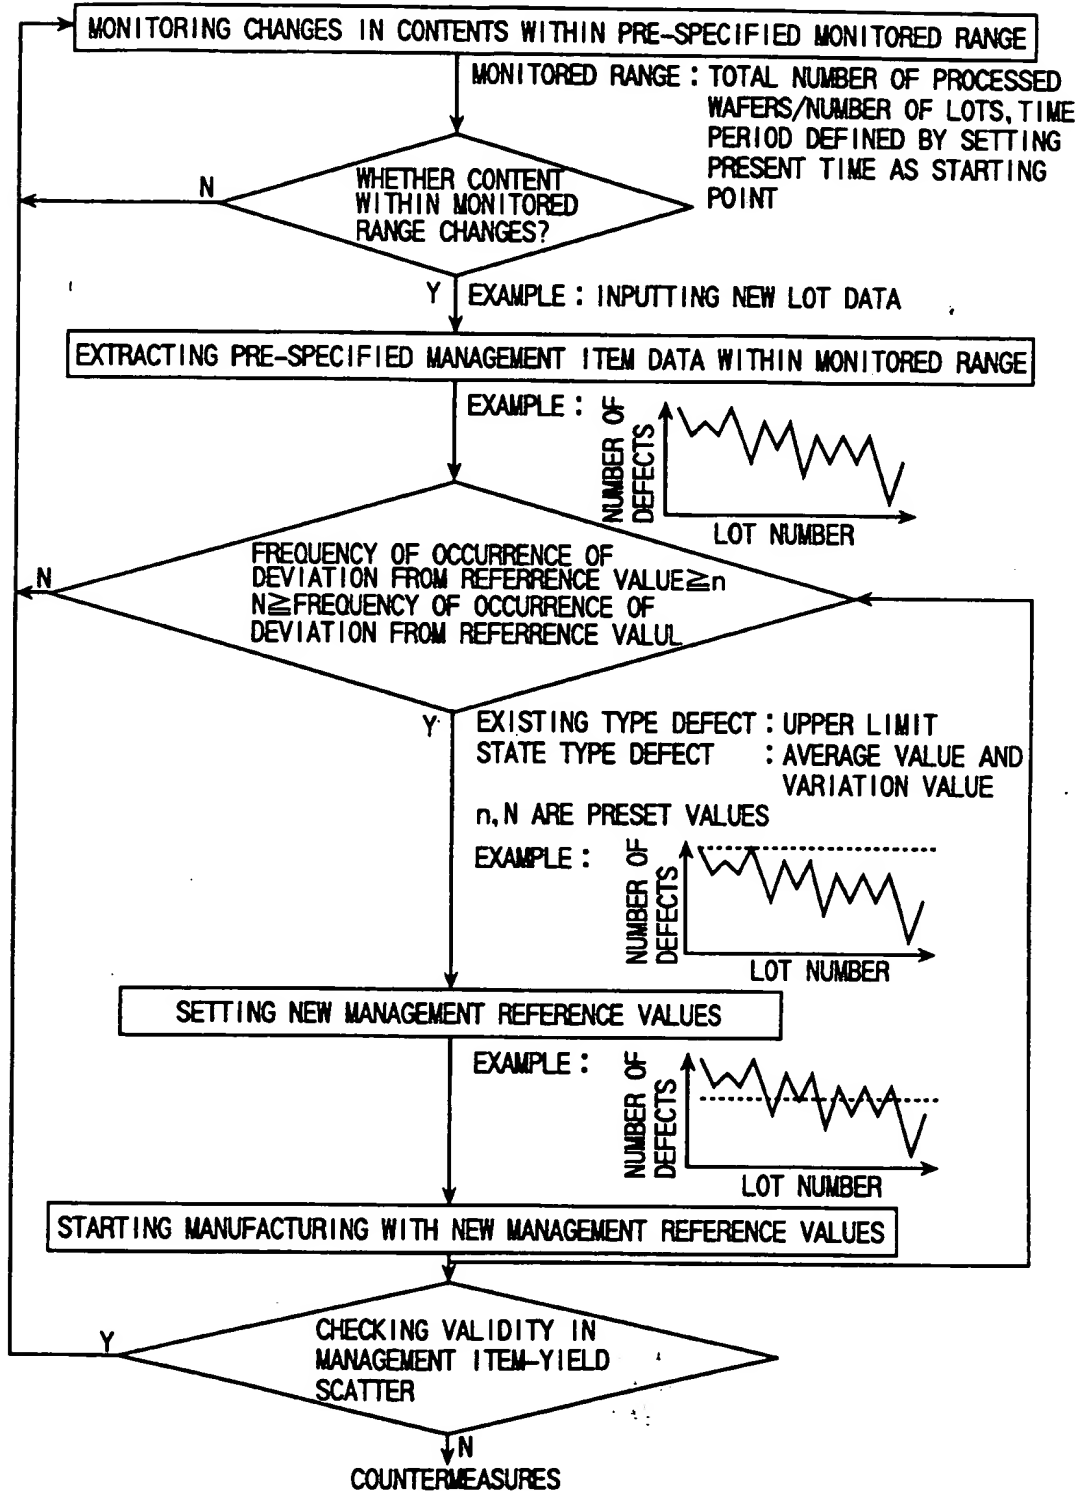 MONITORING CHANGES IN CONTENTS WITHIN PRE-SPECIFIED MONITORED RANGE
MONITORED RANGE : TOTAL NUMBER OF PROCESSED
WAFERS/NUMBER OF LOTS, TIME
PERIOD DEFINED BY SETTING
PRESENT TIME AS STARTING
POINT
N
WHETHER CONTENT
WITHIN MONITORED
RANGE CHANGES?
Y
EXAMPLE : INPUTTING NEW LOT DATA
EXTRACTING PRE-SPECIFIED MANAGEMENT ITEM DATA WITHIN MONITORED RANGE
EXAMPLE :
NUMBER OF
DEFECTS
LOT NUMBER
N
FREQUENCY OF OCCURRENCE OF
DEVIATION FROM REFERRENCE VALUE≧n
N≧FREQUENCY OF OCCURRENCE OF
DEVIATION FROM REFERRENCE VALUL
Y
EXISTING TYPE DEFECT : UPPER LIMIT
STATE TYPE DEFECT : AVERAGE VALUE AND
VARIATION VALUE
n, N ARE PRESET VALUES
EXAMPLE :
NUMBER OF
DEFECTS
LOT NUMBER
SETTING NEW MANAGEMENT REFERENCE VALUES
EXAMPLE :
NUMBER OF
DEFECTS
LOT NUMBER
STARTING MANUFACTURING WITH NEW MANAGEMENT REFERENCE VALUES
Y
CHECKING VALIDITY IN
MANAGEMENT ITEM-YIELD
SCATTER
N
COUNTERMEASURES